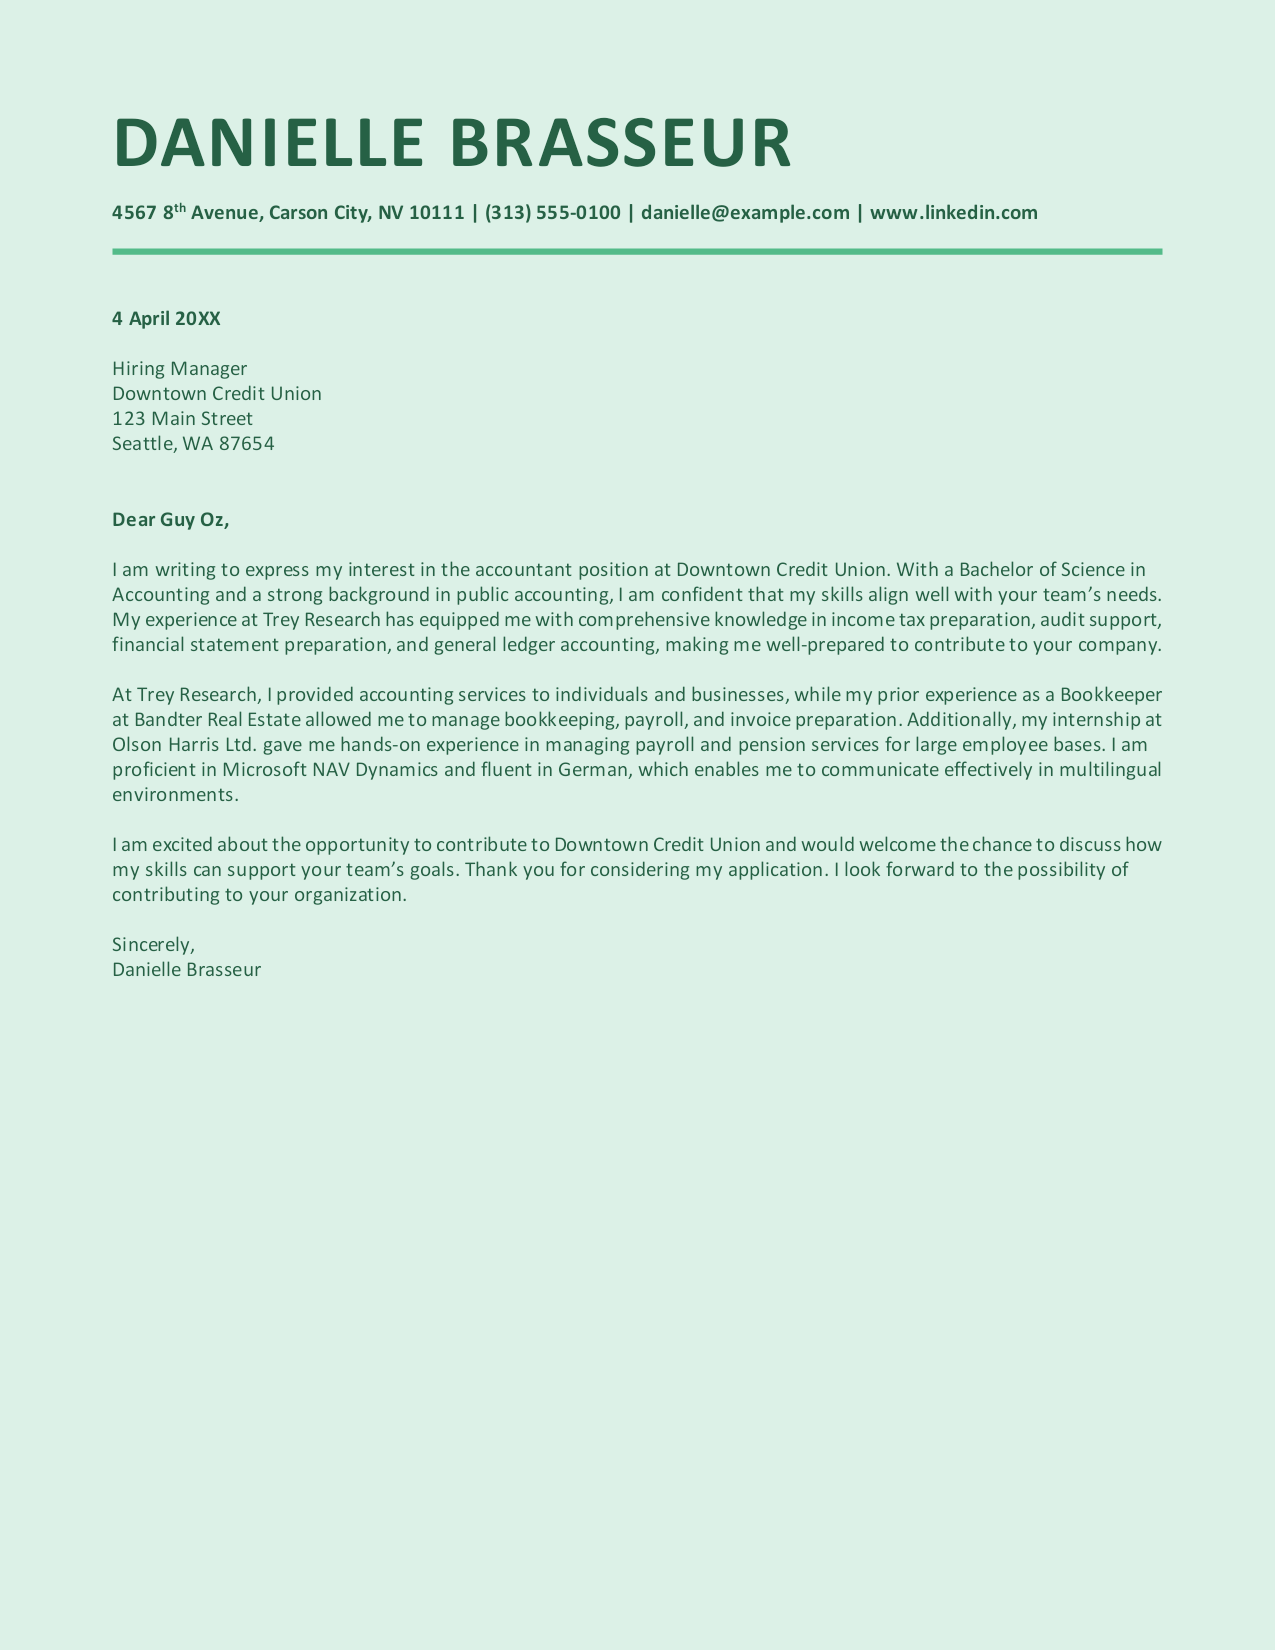 DANIELLE BRASSEUR
4567 8th Avenue, Carson City, NV 10111 | (313) 555-0100 | danielle@example.com | www.linkedin.com
4 April 20XX
Hiring Manager
Downtown Credit Union
123 Main Street
Seattle, WA 87654
Dear Guy Oz,
I am writing to express my interest in the accountant position at Downtown Credit Union. With a Bachelor of Science in
Accounting and a strong background in public accounting, I am confident that my skills align well with your team’s needs.
My experience at Trey Research has equipped me with comprehensive knowledge in income tax preparation, audit support,
financial statement preparation, and general ledger accounting, making me well-prepared to contribute to your company.
At Trey Research, I provided accounting services to individuals and businesses, while my prior experience as a Bookkeeper
at Bandter Real Estate allowed me to manage bookkeeping, payroll, and invoice preparation. Additionally, my internship at
Olson Harris Ltd. gave me hands-on experience in managing payroll and pension services for large employee bases. I am
proficient in Microsoft NAV Dynamics and fluent in German, which enables me to communicate effectively in multilingual
environments.
I am excited about the opportunity to contribute to Downtown Credit Union and would welcome the chance to discuss how
my skills can support your team’s goals. Thank you for considering my application. I look forward to the possibility of
contributing to your organization.
Sincerely,
Danielle Brasseur